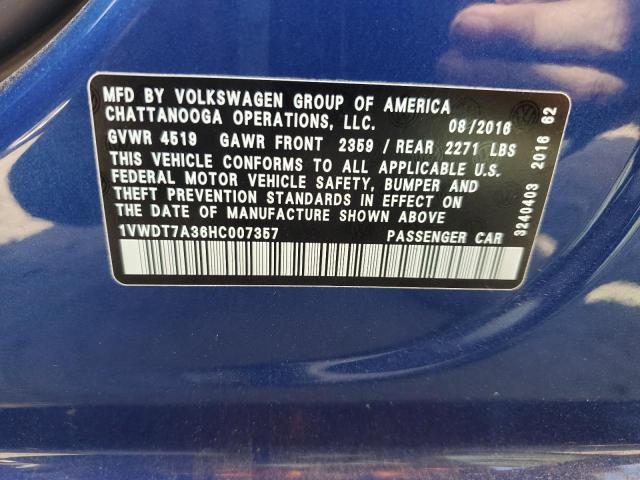 MFD BY VOLKSWAGEN GROUP OF AMERICA
CHATTANOOGA OPERATIONS, LLC. 08/2016
GVWR 4519 GAWR FRONT 2359 / REAR 2271 LBS
THIS VEHICLE CONFORMS TO ALL APPLICABLE U.S.
FEDERAL MOTOR VEHICLE SAFETY, BUMPER AND
THEFT PREVENTION STANDARDS IN EFFECT ON
THE DATE OF MANUFACTURE SHOWN ABOVE
1VWDT7A36HC007357 PASSENGER CAR
3240403 2016 62